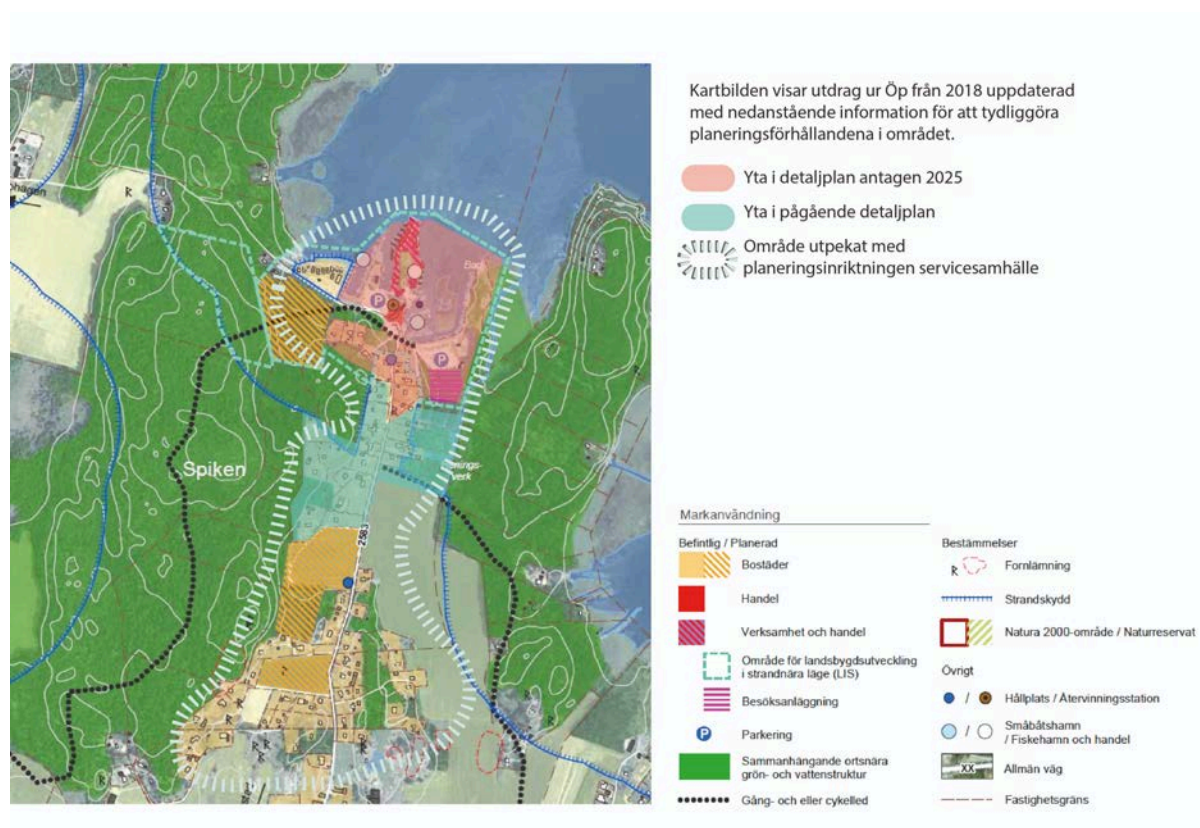 Kartbilden visar utdrag ur Öp från 2018 uppdaterad
med nedanstående information för att tydliggöra
planeringsförhållandena i området.
Yta i detaljplan antagen 2025
Yta i pågående detaljplan
Område utpekat med
planeringsinriktningen servicesamhälle
R
Bad
P
P
R
Spiken
verk
2583
R
R
R
R
R
R
R
Markanvändning
Befintlig / Planerad
Bostäder
Handel
Verksamhet och handel
Område för landsbygdsutveckling
i strandnära läge (LIS)
Besöksanläggning
P
Parkering
Sammanhängande ortsnära
grön- och vattenstruktur
Gång- och eller cykelled
Bestämmelser
R
Fornlämning
Strandskydd
Natura 2000-område / Naturreservat
Övrigt
/ Hållplats / Återvinningsstation
/ Småbåtshamn
/ Fiskehamn och handel
XX
Allmän väg
Fastighetsgräns